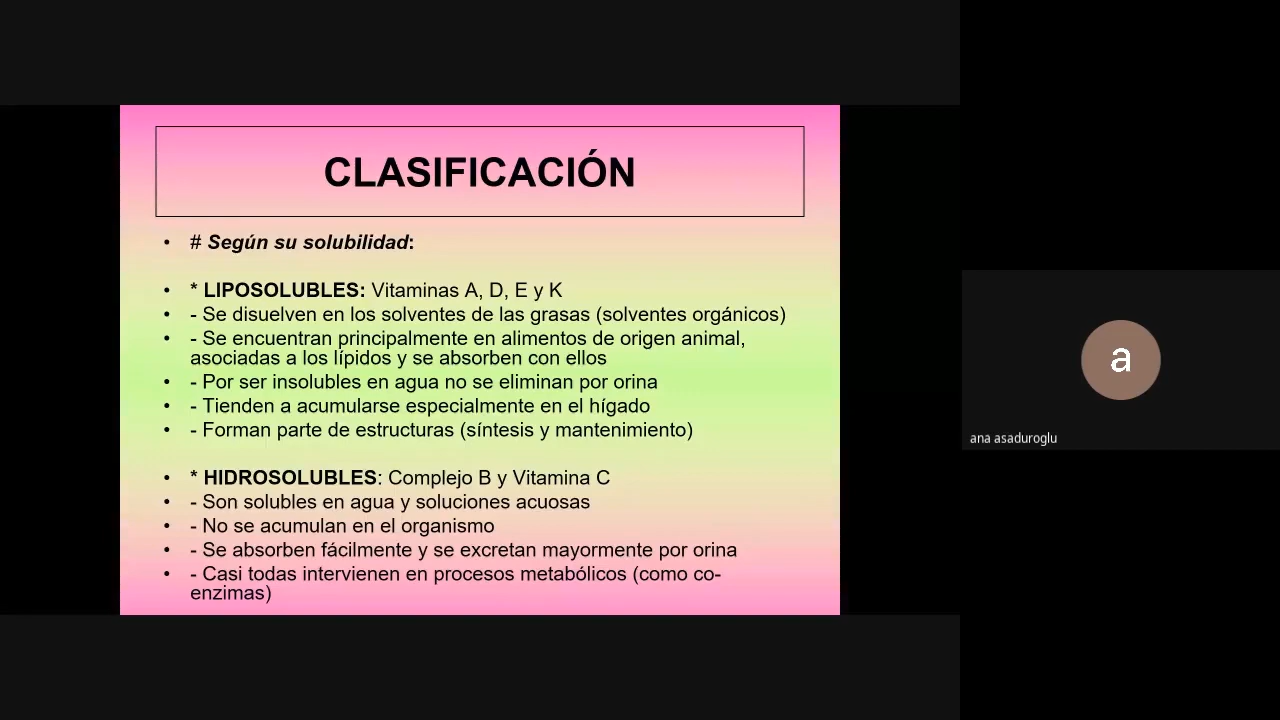 CLASIFICACIÓN
• # Según su solubilidad:
• * LIPOSOLUBLES: Vitaminas A, D, E y K
• - Se disuelven en los solventes de las grasas (solventes orgánicos)
• - Se encuentran principalmente en alimentos de origen animal,
asociadas a los lípidos y se absorben con ellos
• - Por ser insolubles en agua no se eliminan por orina
• - Tienden a acumularse especialmente en el hígado
• - Forman parte de estructuras (síntesis y mantenimiento)
• * HIDROSOLUBLES: Complejo B y Vitamina C
• - Son solubles en agua y soluciones acuosas
• - No se acumulan en el organismo
• - Se absorben fácilmente y se excretan mayormente por orina
• - Casi todas intervienen en procesos metabólicos (como co-
enzimas)
a
ana asaduroglu